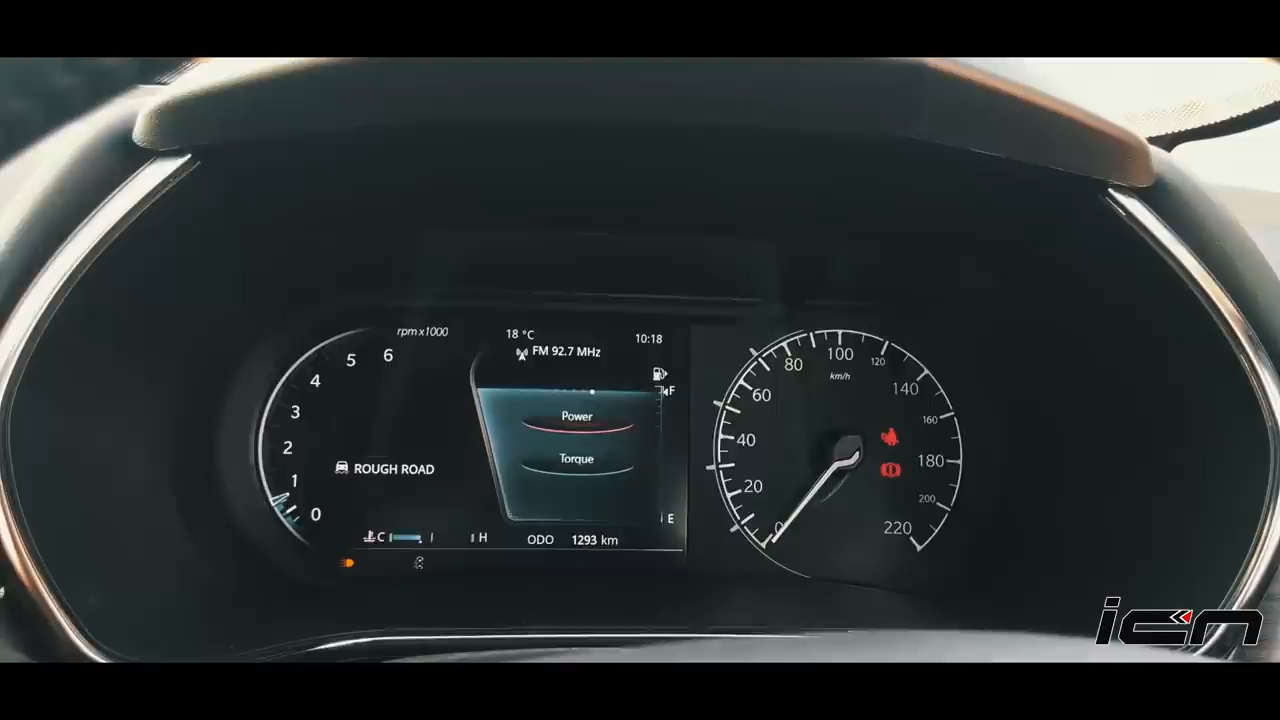 rpm x1000
0
1
2
3
4
5
6
ROUGH ROAD
C H
18 °C
10:18
FM 92.7 MHz
Power
Torque
F
E
ODO 1293 km
0
20
40
60
80
100
120
140
160
180
200
220
km/h
icn